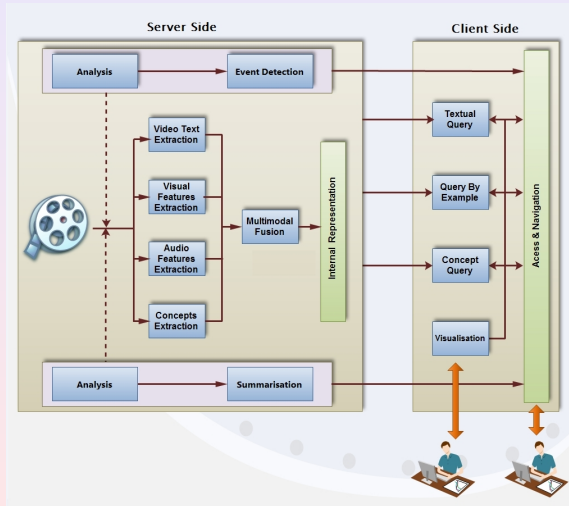 Server Side
Client Side
Analysis
Event Detection
Video Text
Extraction
Visual
Features
Extraction
Audio
Features
Extraction
Concepts
Extraction
Multimodal
Fusion
Internal Representation
Textual
Query
Query By
Example
Concept
Query
Visualisation
Acess & Navigation
Analysis
Summarisation